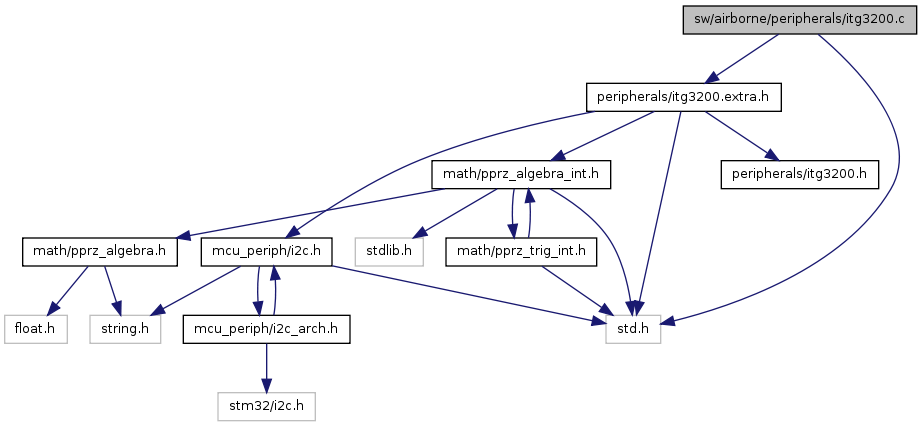 sw/airborne/peripherals/itg3200.c
peripherals/itg3200.extra.h
math/pprz_algebra_int.h
peripherals/itg3200.h
math/pprz_algebra.h
mcu_periph/i2c.h
stdlib.h
math/pprz_trig_int.h
float.h
string.h
mcu_periph/i2c_arch.h
std.h
stm32/i2c.h